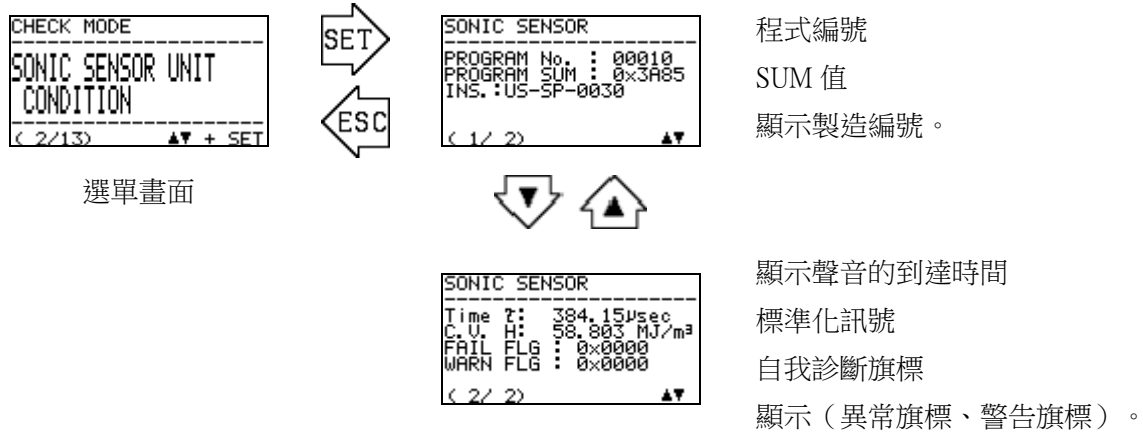 CHECK MODE
SONIC SENSOR UNIT
CONDITION
( 2/13) ▲▼ + SET
選單畫面
SET
ESC
SONIC SENSOR
PROGRAM No. : 00010
PROGRAM SUM : 0x3A85
INS.:US-SP-0030
( 1/ 2) ▲▼
程式編號
SUM 值
顯示製造編號。
▼ ▲
SONIC SENSOR
Time τ: 384.15μsec
C.V. H: 58.803 MJ/m³
FAIL FLG : 0x0000
WARN FLG : 0x0000
( 2/ 2) ▲▼
顯示聲音的到達時間
標準化訊號
自我診斷旗標
顯示（異常旗標、警告旗標）。